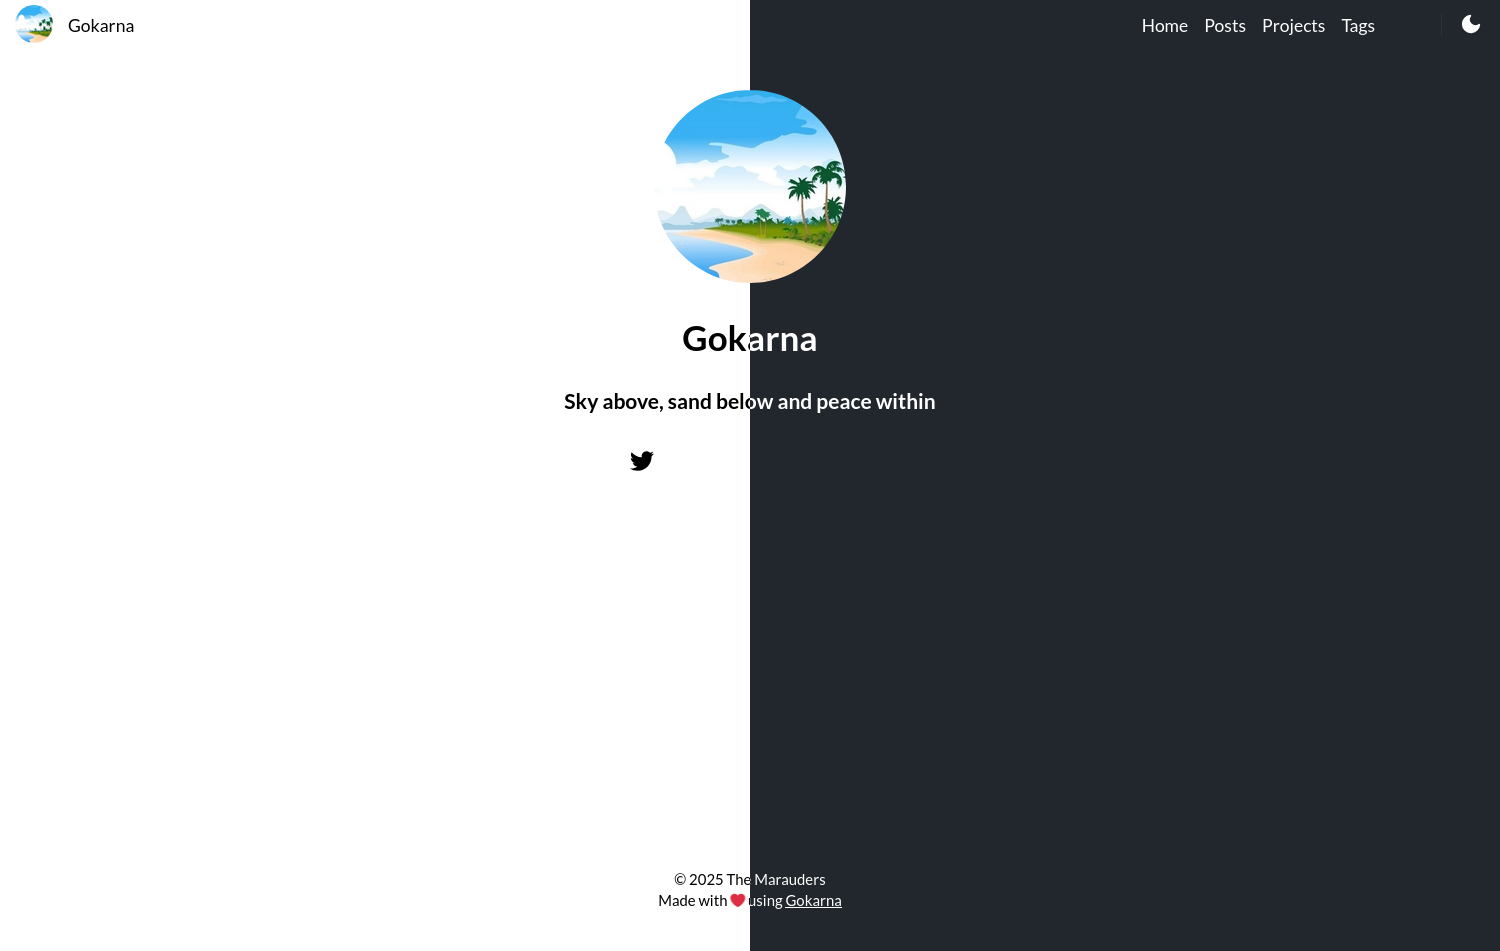 Gokarna
Home Posts Projects Tags
Gokarna
Sky above, sand below and peace within
© 2025 The Marauders
Made with ❤ using Gokarna